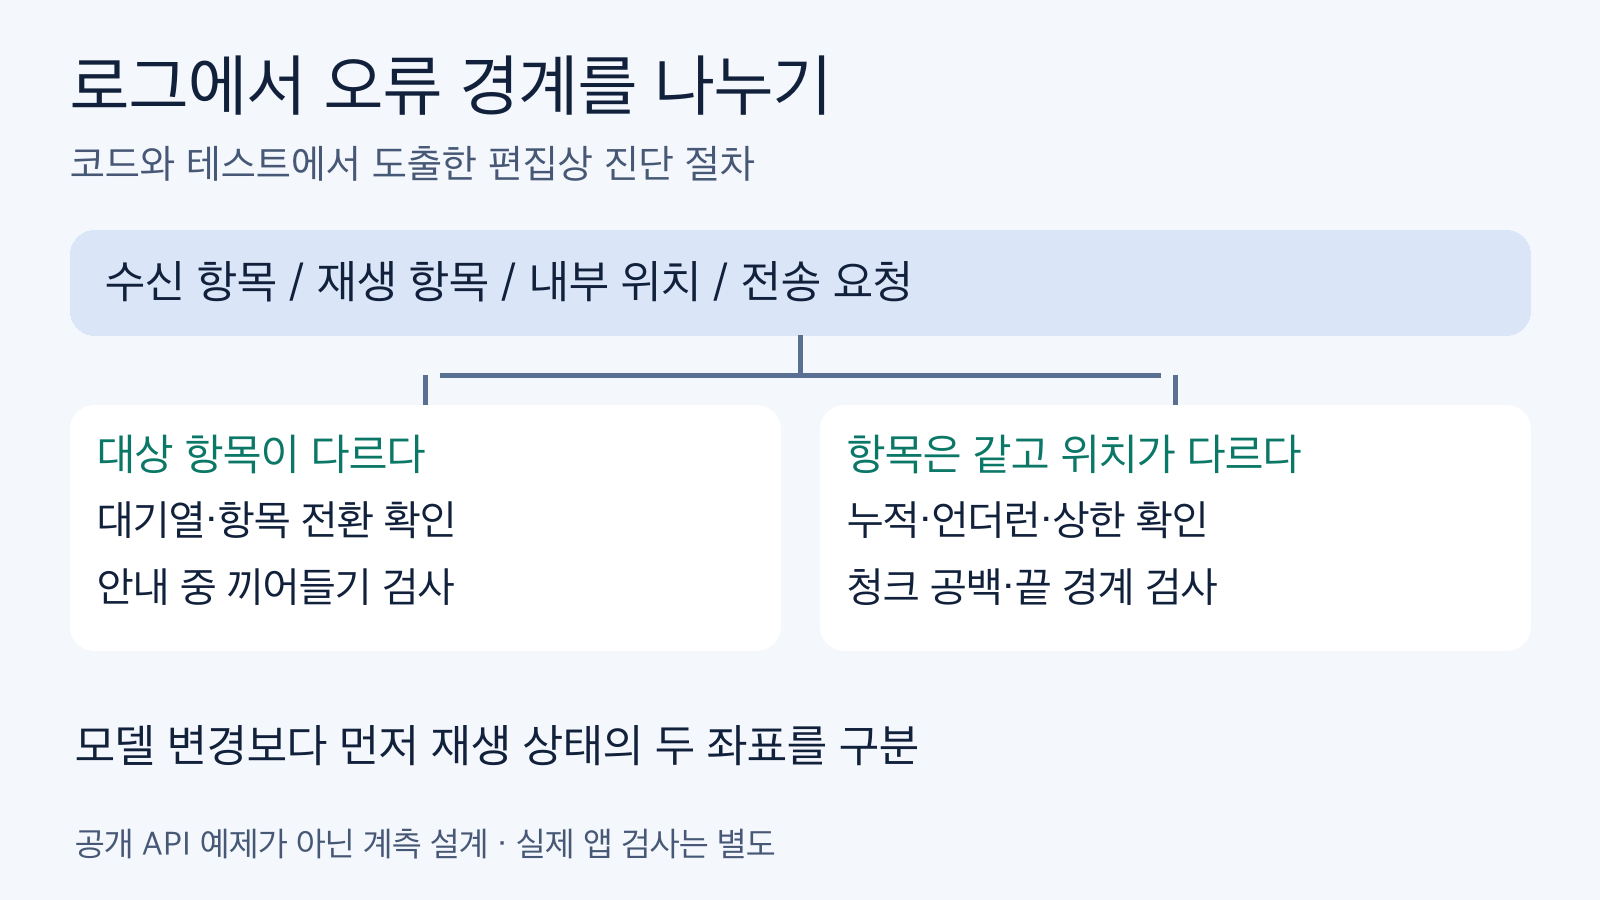 로그에서 오류 경계를 나누기
코드와 테스트에서 도출한 편집상 진단 절차
수신 항목 / 재생 항목 / 내부 위치 / 전송 요청
대상 항목이 다르다
대기열·항목 전환 확인
안내 중 끼어들기 검사
항목은 같고 위치가 다르다
누적·언더런·상한 확인
청크 공백·끝 경계 검사
모델 변경보다 먼저 재생 상태의 두 좌표를 구분
공개 API 예제가 아닌 계측 설계 · 실제 앱 검사는 별도